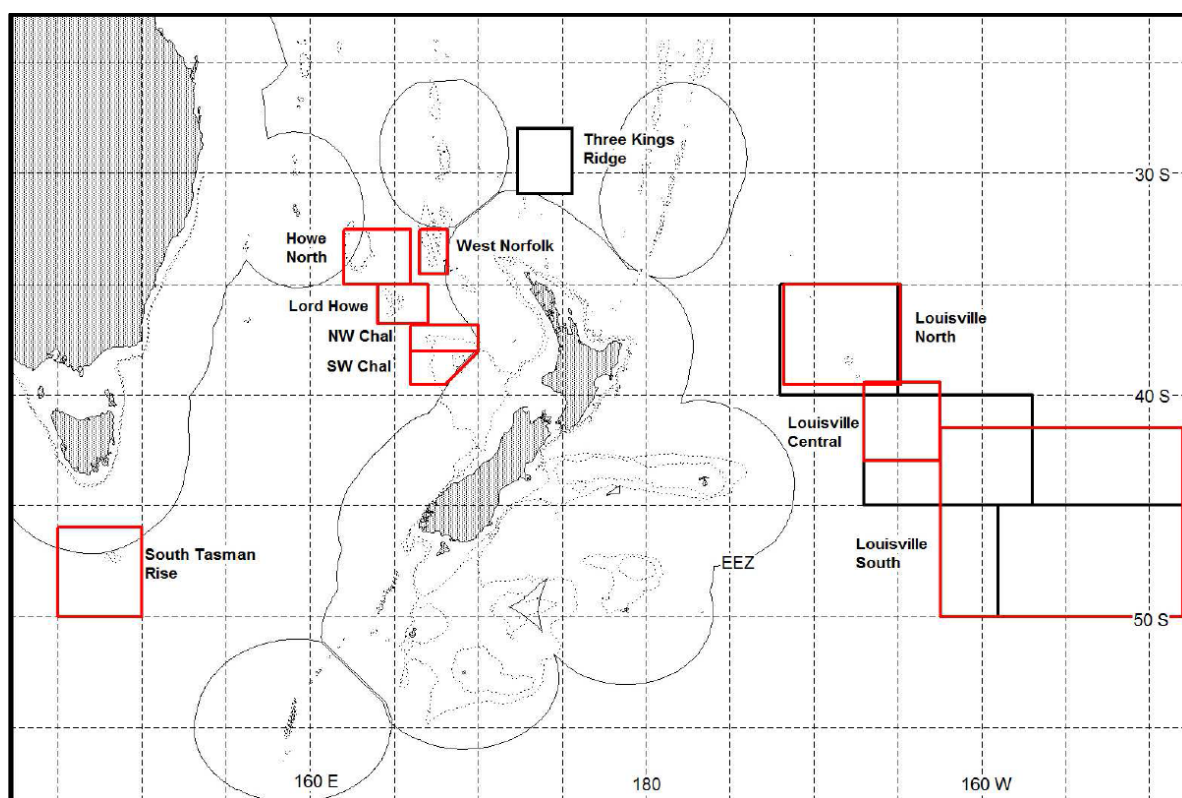 Three Kings
Ridge
30 S
Howe
North
West Norfolk
Lord Howe
NW Chal
SW Chal
Louisville
North
40 S
Louisville
Central
South Tasman
Rise
EEZ
Louisville
South
50 S
160 E
180
160 W